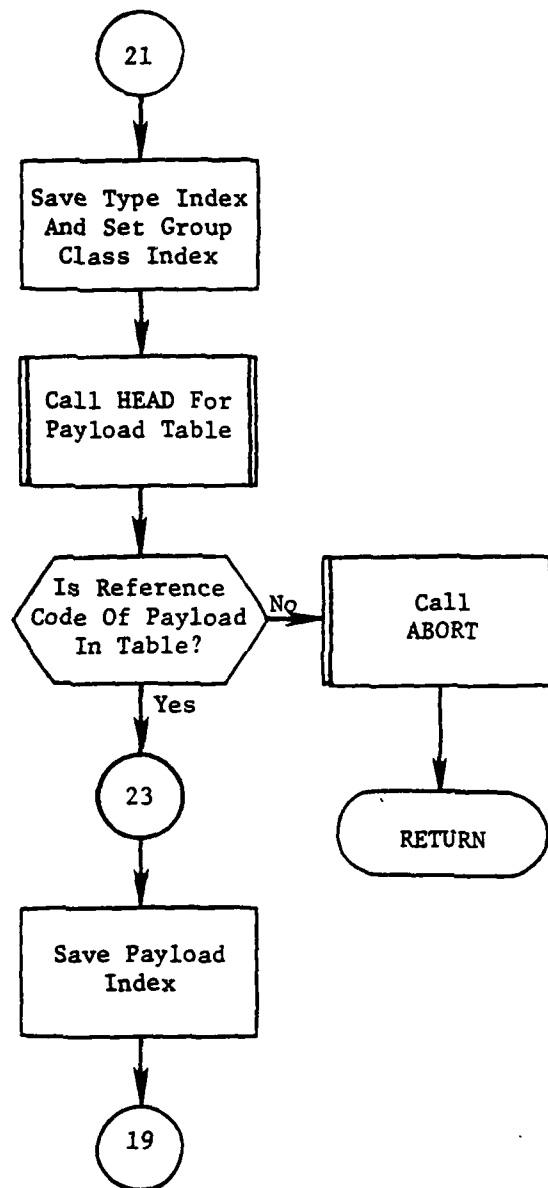 21
Save Type Index
And Set Group
Class Index
Call HEAD For
Payload Table
Is Reference
Code Of Payload
In Table?
No
Call
ABORT
Yes
23
RETURN
Save Payload
Index
19